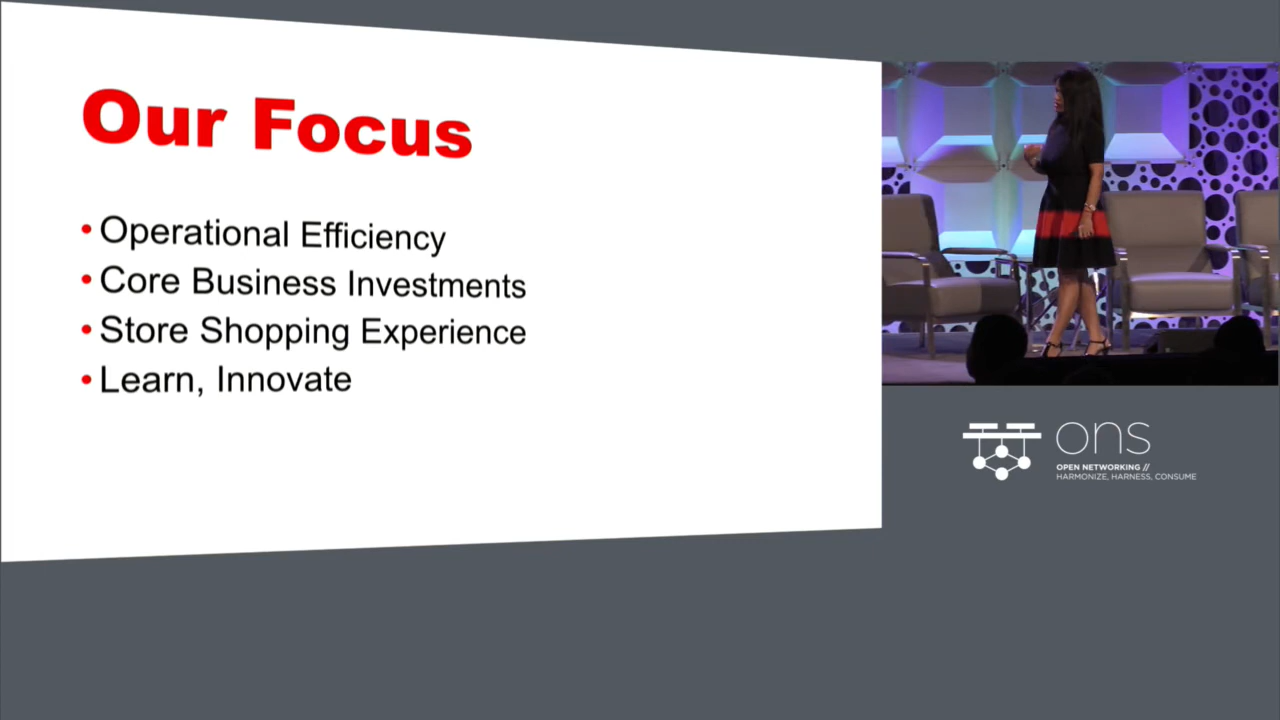 Our Focus
• Operational Efficiency
• Core Business Investments
• Store Shopping Experience
• Learn, Innovate
ons
OPEN NETWORKING //
HARMONIZE, HARNESS, CONSUME